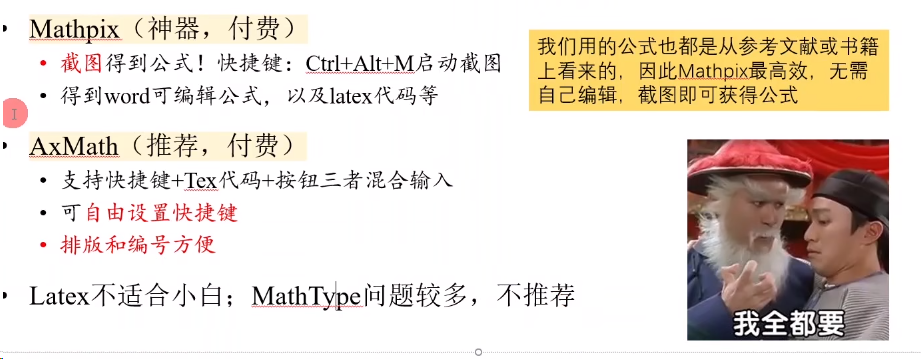 Mathpix（神器，付费）
截图得到公式！快捷键：Ctrl+Alt+M启动截图
得到word可编辑公式，以及latex代码等
我们用的公式也都是从参考文献或书籍
上看来的，因此Mathpix最高效，无需
自己编辑，截图即可获得公式
AxMath（推荐，付费）
支持快捷键+Tex代码+按钮三者混合输入
可自由设置快捷键
排版和编号方便
Latex不适合小白；MathType问题较多，不推荐
我全都要